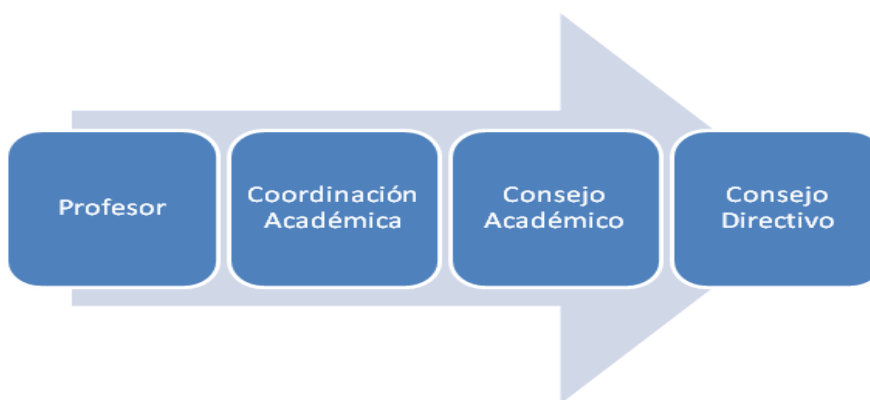 Profesor
Coordinación
Académica
Consejo
Académico
Consejo
Directivo